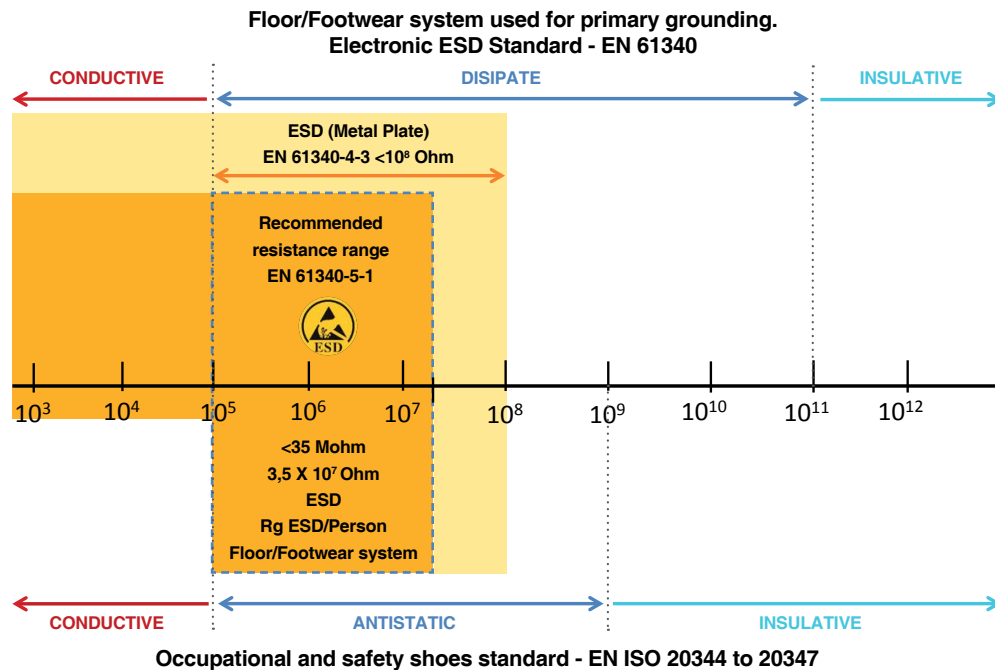 Floor/Footwear system used for primary grounding.
Electronic ESD Standard - EN 61340
CONDUCTIVE DISIPATE INSULATIVE
ESD (Metal Plate)
EN 61340-4-3 <10⁸ Ohm
Recommended
resistance range
EN 61340-5-1
ESD
10³ 10⁴ 10⁵ 10⁶ 10⁷ 10⁸ 10⁹ 10¹⁰ 10¹¹ 10¹²
<35 Mohm
3,5 X 10⁷ Ohm
ESD
Rg ESD/Person
Floor/Footwear system
CONDUCTIVE ANTISTATIC INSULATIVE
Occupational and safety shoes standard - EN ISO 20344 to 20347